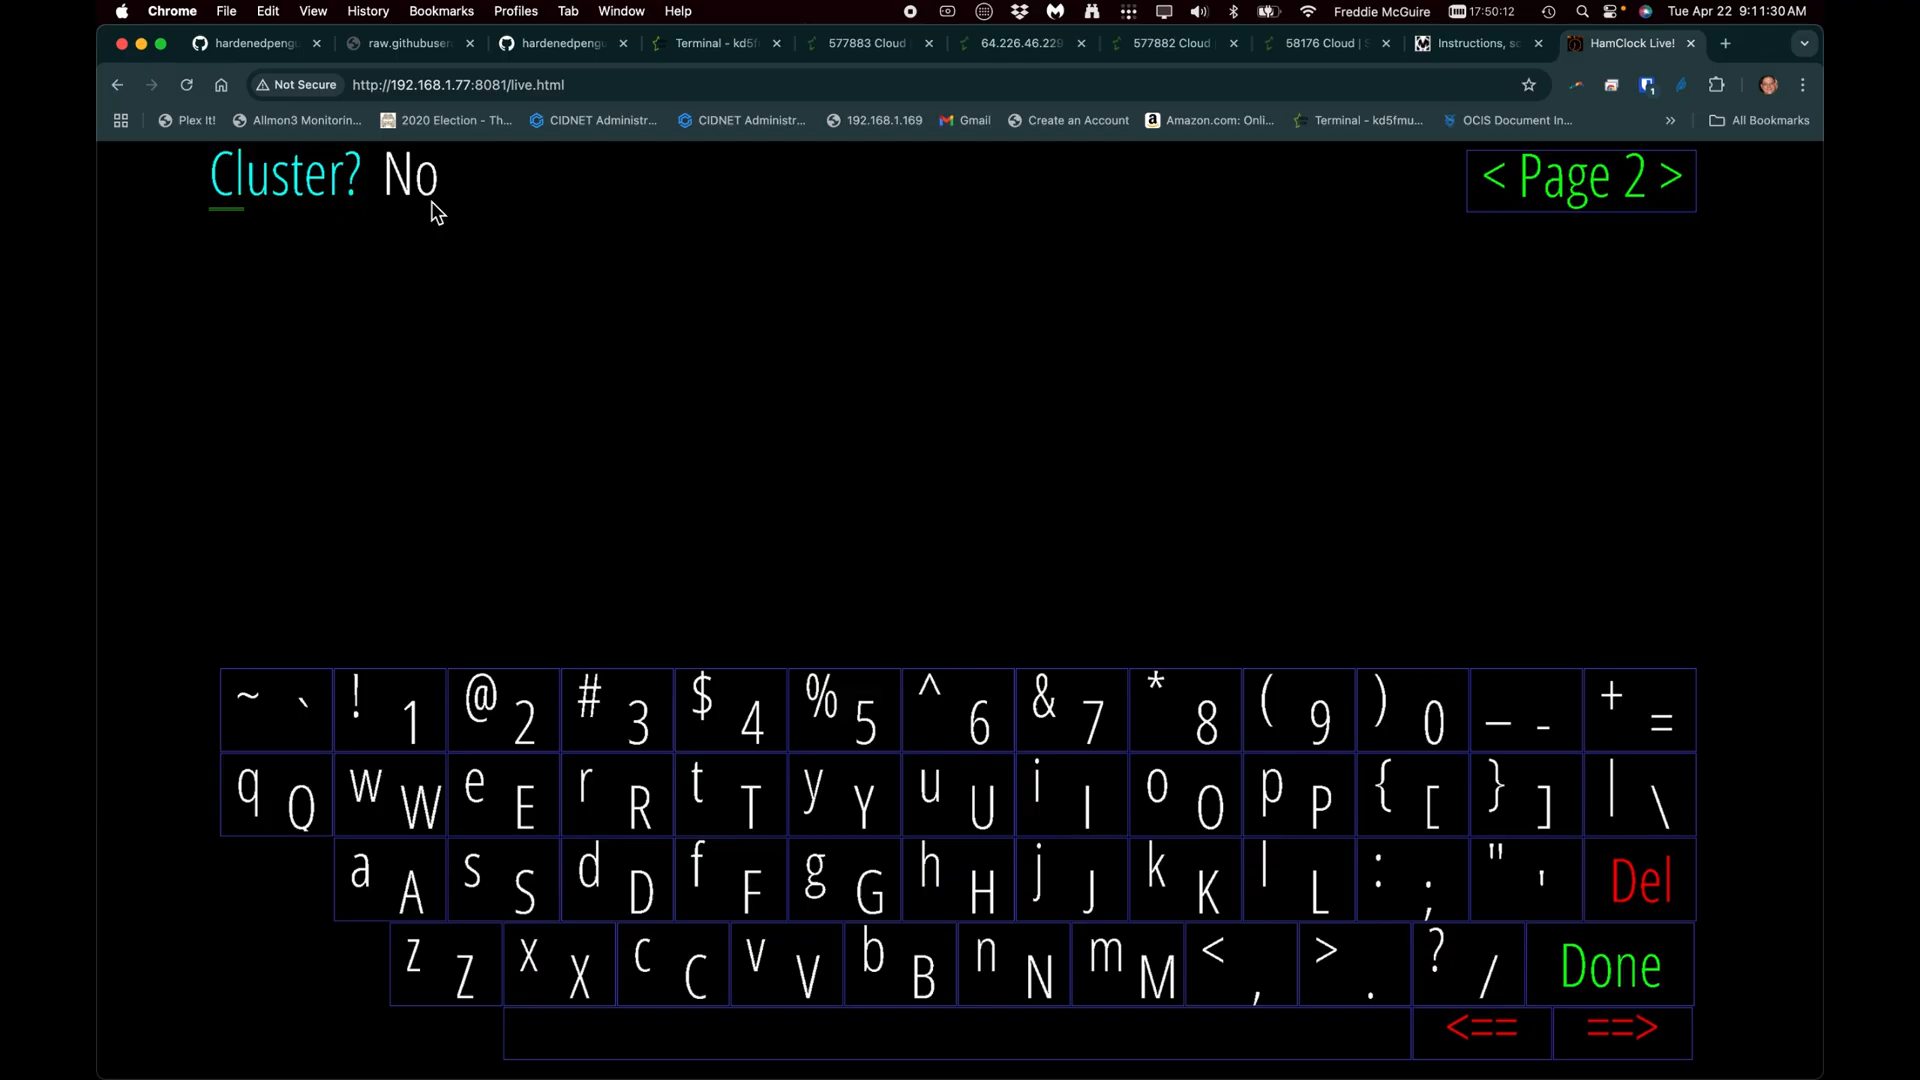 Chrome File Edit View History Bookmarks Profiles Tab Window Help Freddie McGuire 17:50:12 Tue Apr 22 9:11:30 AM
hardenedpengu raw.githubuserc hardenedpengu Terminal - kd5f 577883 Cloud 64.226.46.229 577882 Cloud 58176 Cloud | S Instructions, sc HamClock Live!
Not Secure http://192.168.1.77:8081/live.html
Plex It! Allmon3 Monitorin... 2020 Election - Th... CIDNET Administr... CIDNET Administr... 192.168.1.169 Gmail Create an Account Amazon.com: Onli... Terminal - kd5fmu... OCIS Document In... » All Bookmarks
Cluster? No < Page 2 >
~ ` ! 1 @ 2 # 3 $ 4 % 5 ^ 6 & 7 * 8 ( 9 ) 0 _ - + =
q Q w W e E r R t T y Y u U i I o O p P { [ } ] | \
a A s S d D f F g G h H j J k K l L : ; " ' Del
z Z x X c C v V b B n N m M < , > . ? / Done
<== ==>